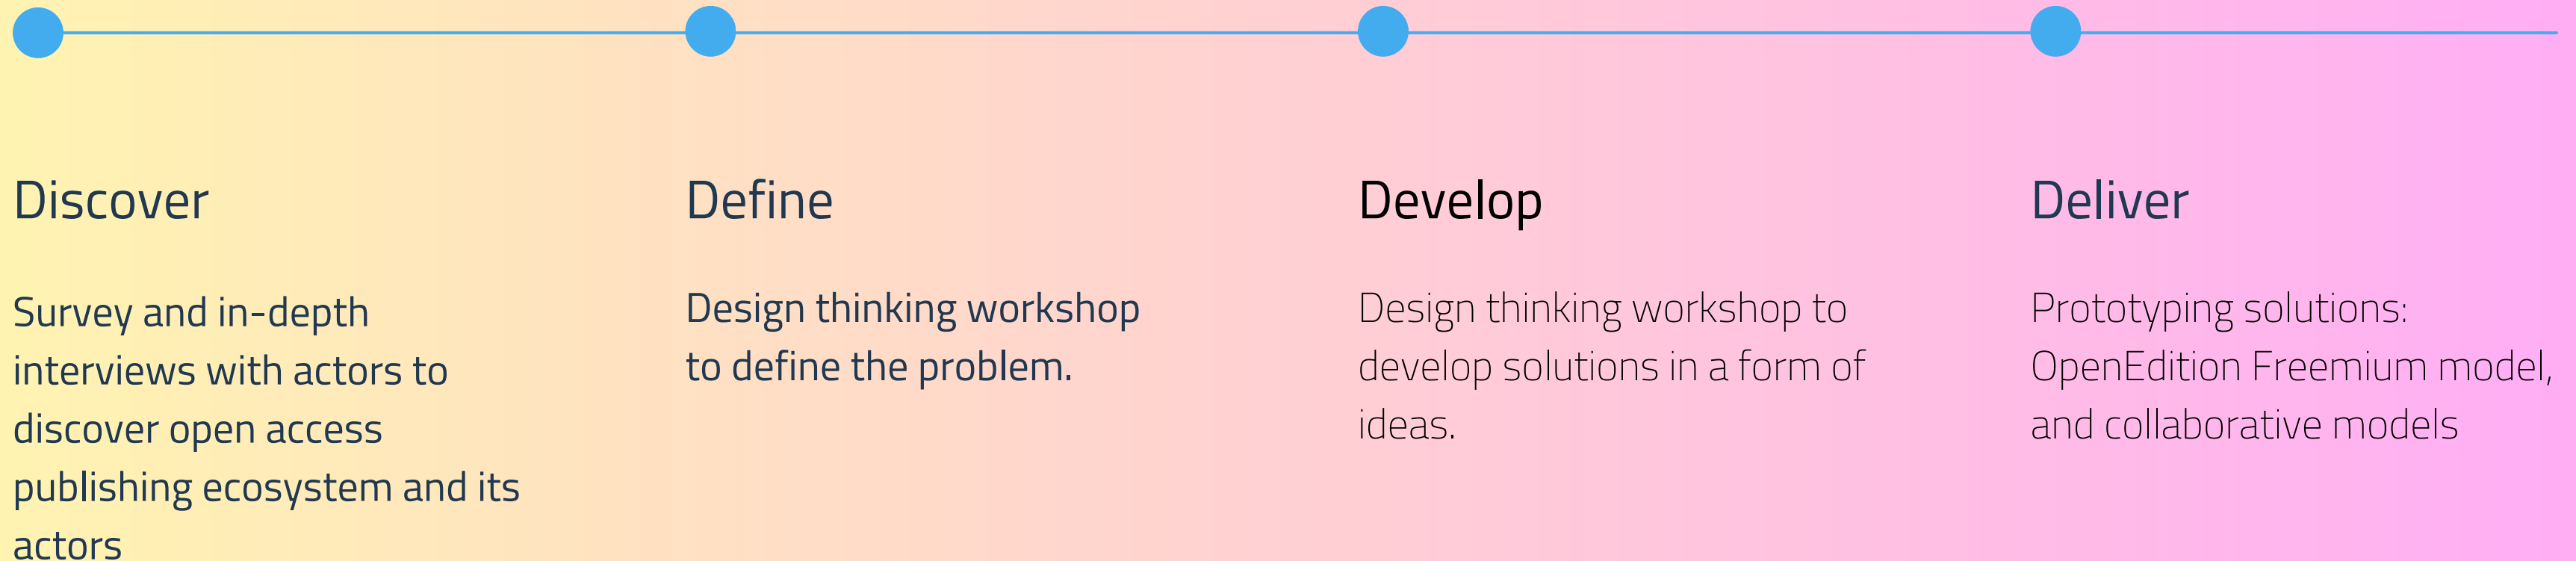 Discover
Survey and in-depth
interviews with actors to
discover open access
publishing ecosystem and its
actors
Define
Design thinking workshop
to define the problem.
Develop
Design thinking workshop to
develop solutions in a form of
ideas.
Deliver
Prototyping solutions:
OpenEdition Freemium model,
and collaborative models